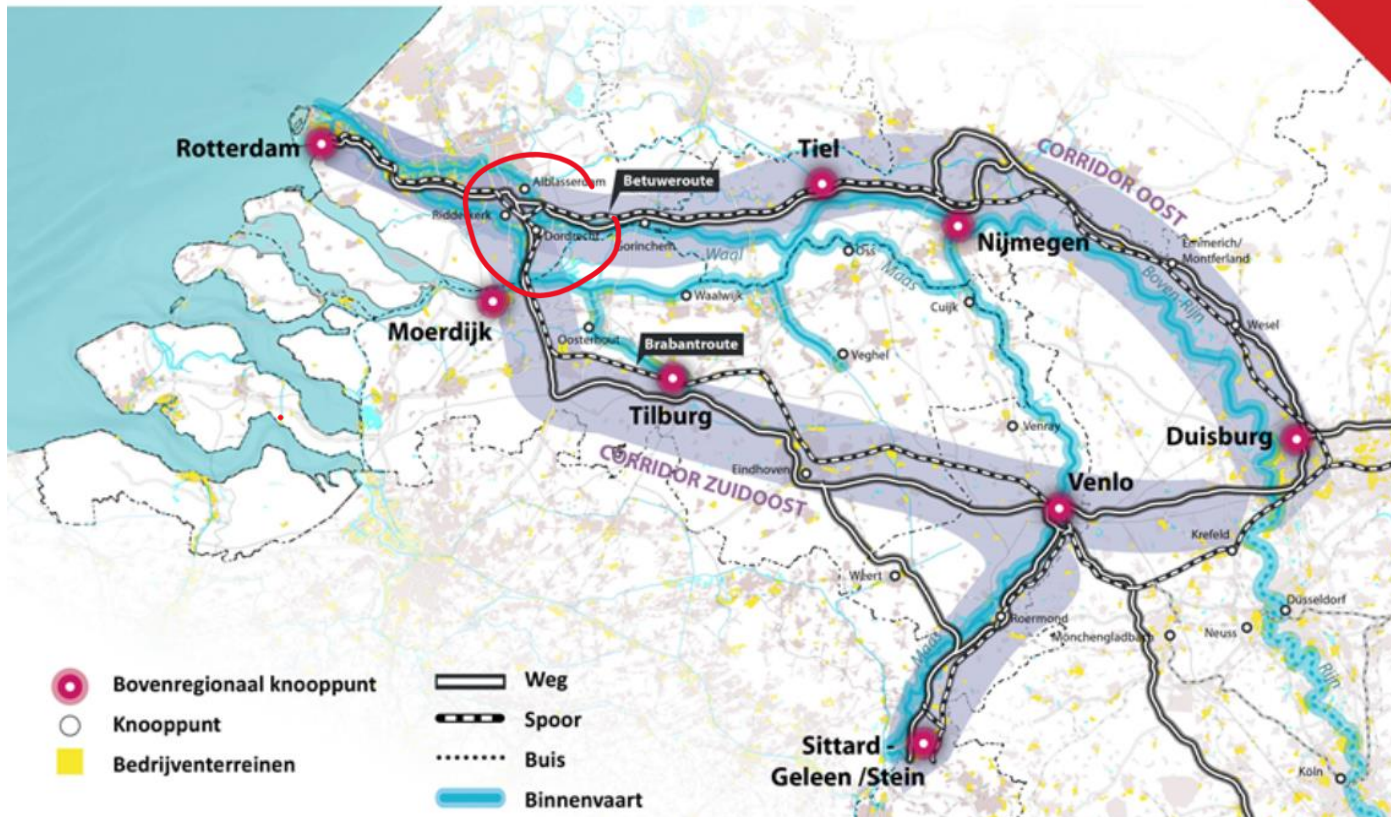 Rotterdam
Alblasserdam
Ridderkerk
Dordrecht
Betuweroute
Gorinchem
Tiel
CORRIDOR OOST
Nijmegen
Emmerich/
Montferland
Waal
Oss
Maas
Cuijk
Boven-Rijn
Wesel
Moerdijk
Waalwijk
Oosterhout
Brabantroute
Veghel
Tilburg
Venray
Duisburg
Eindhoven
Venlo
CORRIDOR ZUIDOOST
Krefeld
Weert
Roermond
Mönchengladbach
Neuss
Düsseldorf
Maas
Rijn
Sittard -
Geleen /Stein
Köln
Bovenregionaal knooppunt
Knooppunt
Bedrijventerreinen
Weg
Spoor
Buis
Binnenvaart